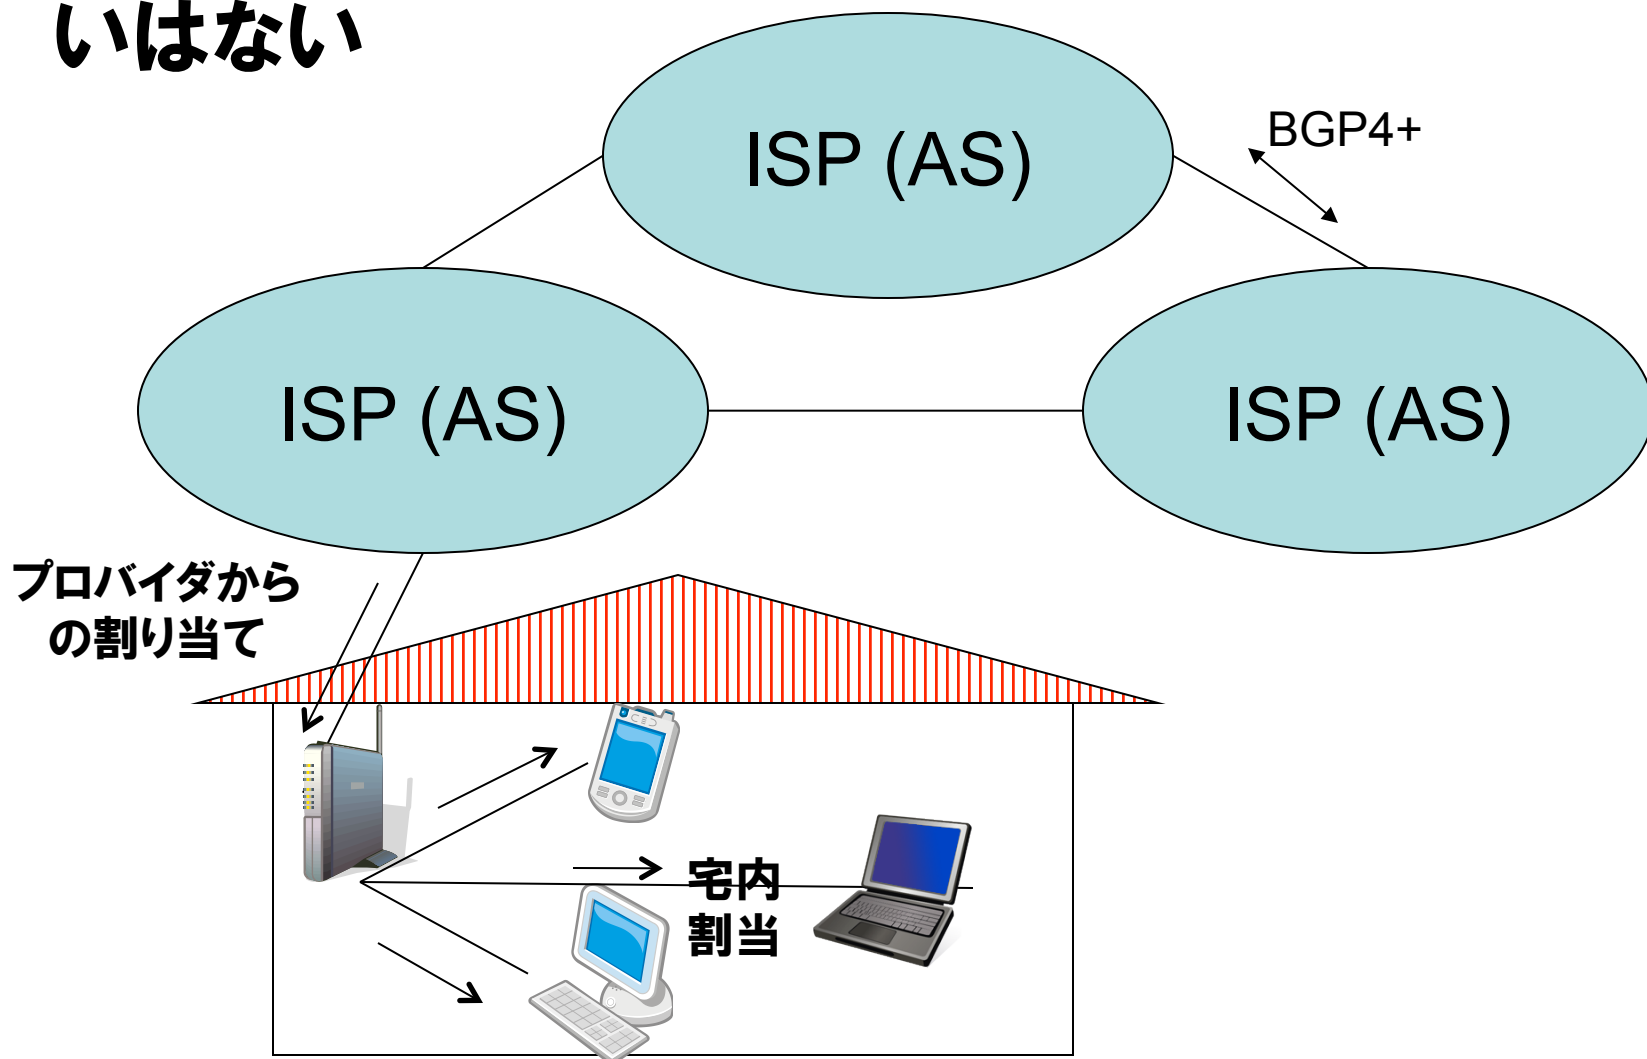 いはない
ISP (AS)
BGP4+
ISP (AS)
ISP (AS)
プロバイダから
の割り当て
宅内
割当